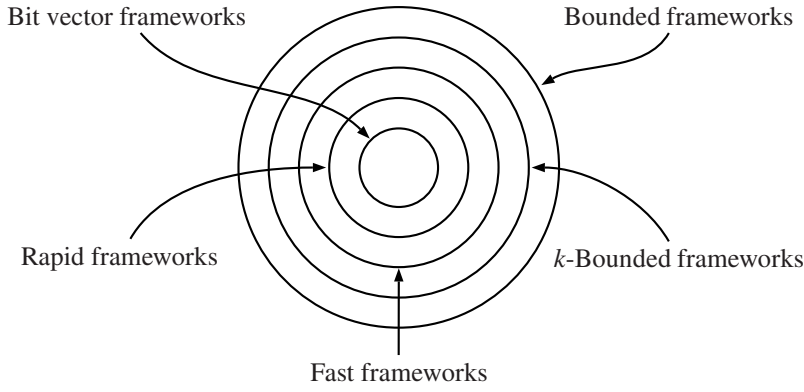 Bit vector frameworks
Bounded frameworks
Rapid frameworks
k-Bounded frameworks
Fast frameworks